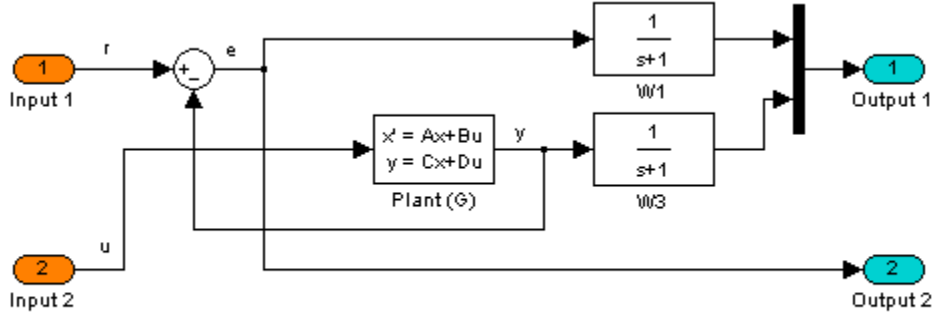 r
e
1
Input 1
+
-
1
s+1
W1
1
Output 1
x' = Ax+Bu
y = Cx+Du
Plant (G)
y
1
s+1
W3
u
2
Input 2
2
Output 2